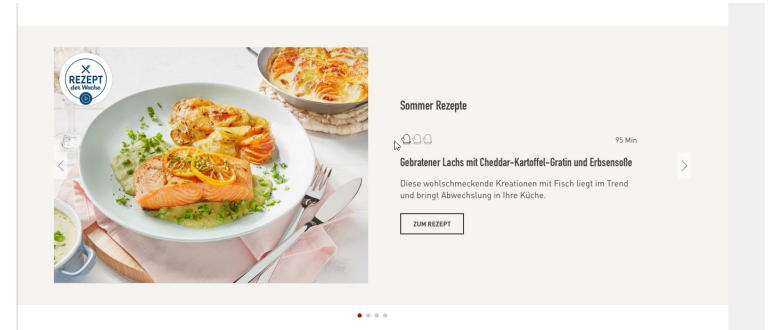 REZEPT
der Woche
Sommer Rezepte
95 Min
Gebratener Lachs mit Cheddar-Kartoffel-Gratin und Erbsensoße
Diese wohlschmeckende Kreationen mit Fisch liegt im Trend
und bringt Abwechslung in Ihre Küche.
ZUM REZEPT